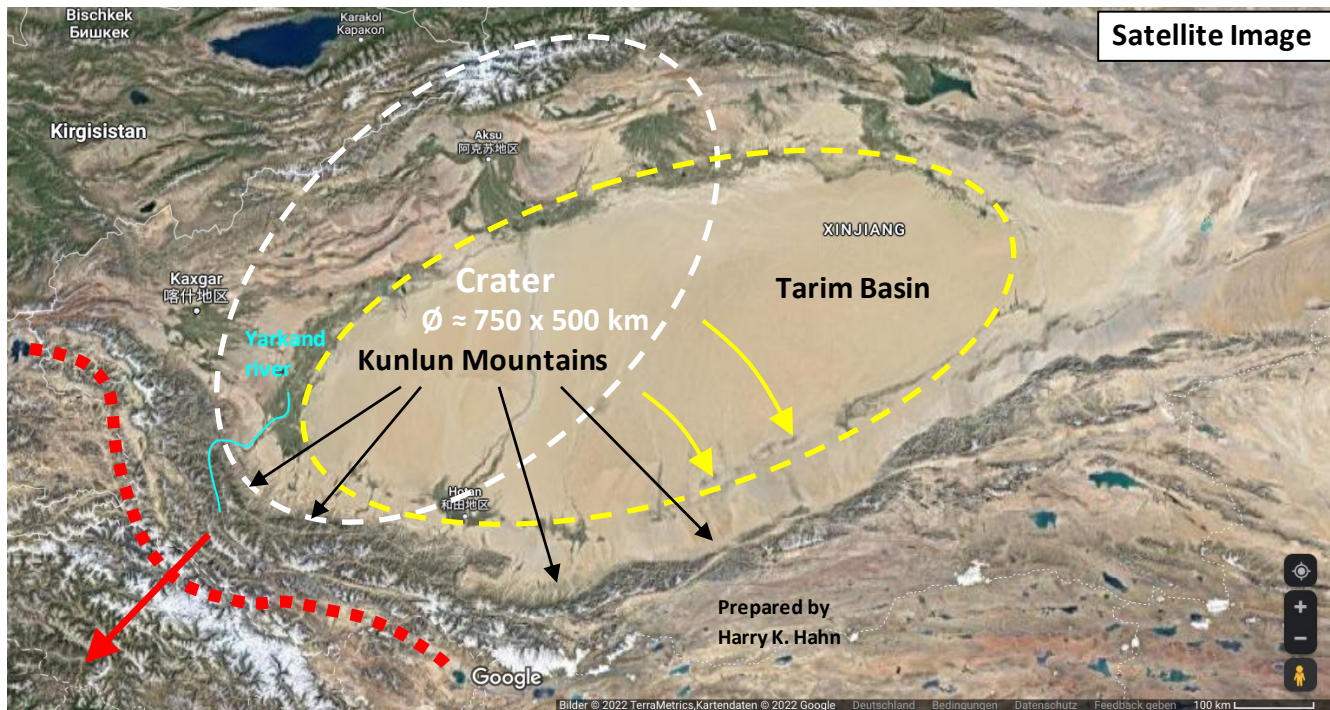 Bischkek
Бишкек
Karakol
Каракол
Satellite Image
Kirgisistan
Aksu
阿克苏地区
XINJIANG
Kaxgar
喀什地区
Crater
Ø ≈ 750 x 500 km
Tarim Basin
Yarkand
river
Kunlun Mountains
Hotan
和田地区
Prepared by
Harry K. Hahn
Google
Bilder © 2022 TerraMetrics,Kartendaten © 2022 Google Deutschland Bedingungen Datenschutz Feedback geben 100 km